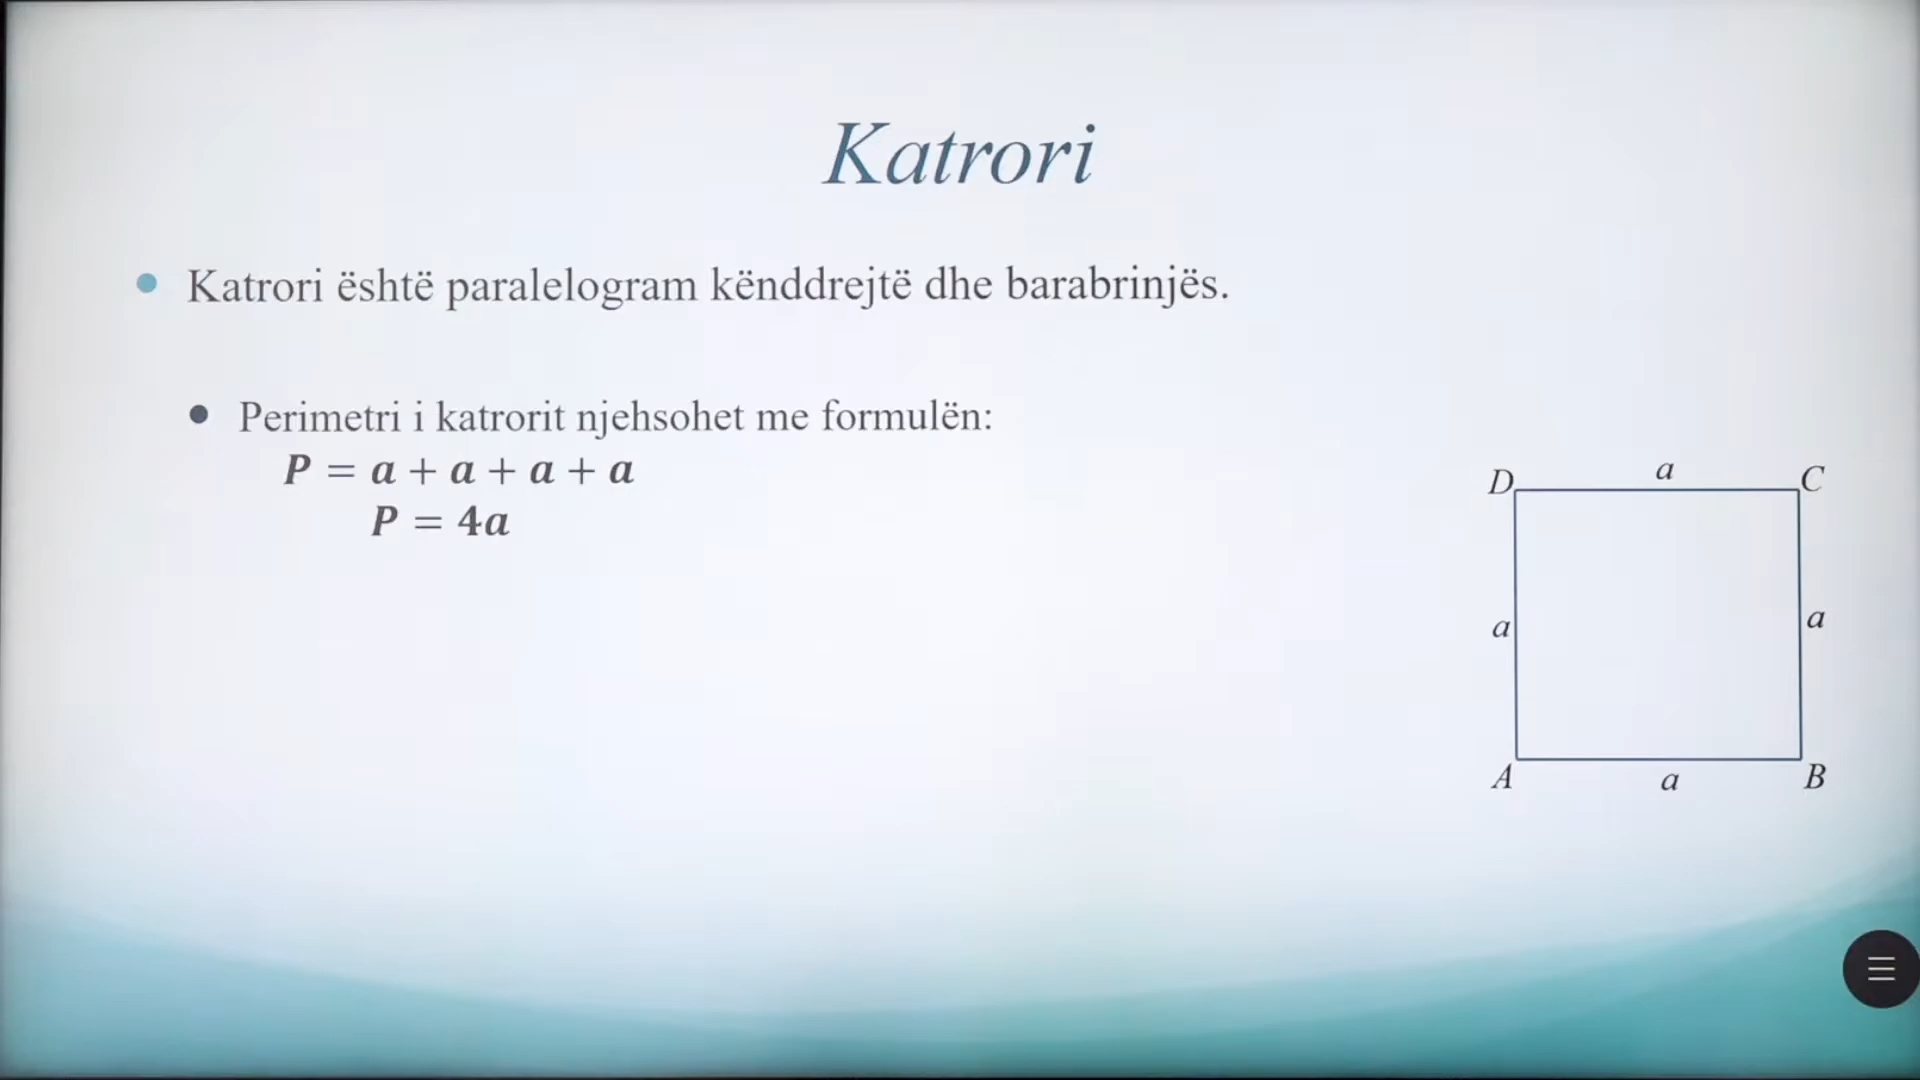 Katrori
Katrori është paralelogram kënddrejtë dhe barabrinjës.
Perimetri i katrorit njehsohet me formulën:
P = a + a + a + a
P = 4a
D a C
a a
A a B